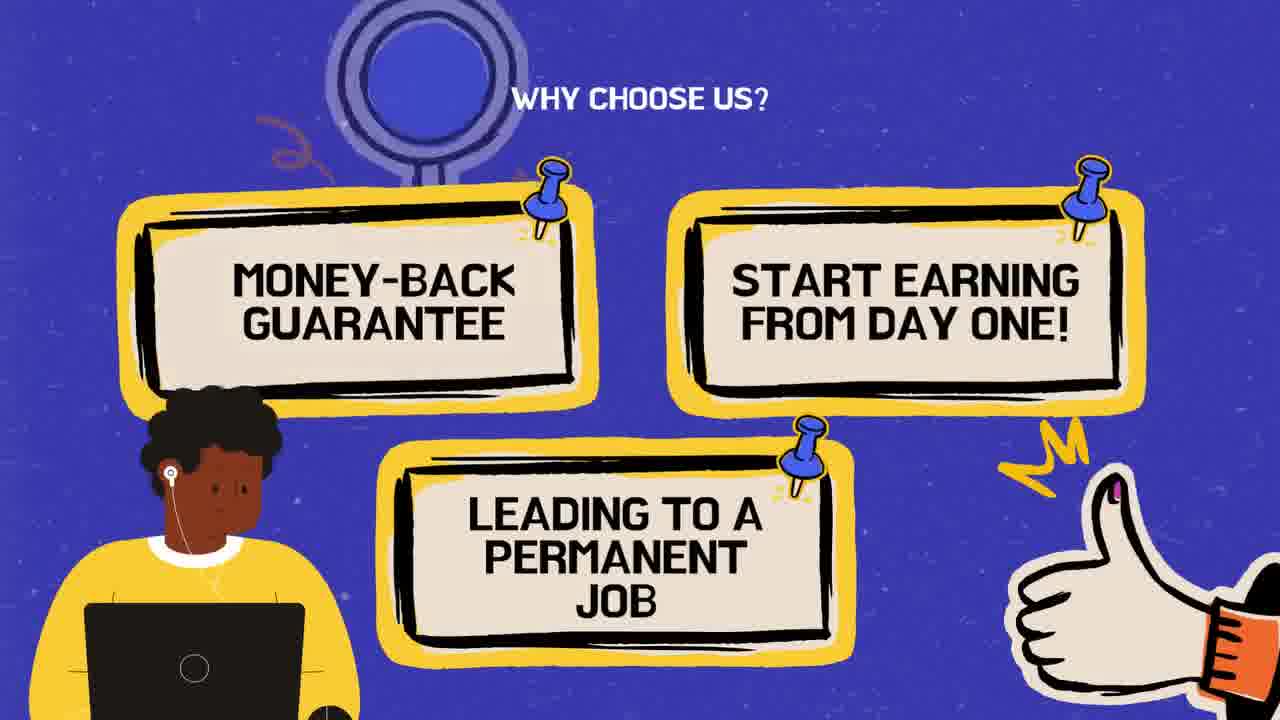 WHY CHOOSE US?
MONEY-BACK
GUARANTEE
START EARNING
FROM DAY ONE!
LEADING TO A
PERMANENT
JOB